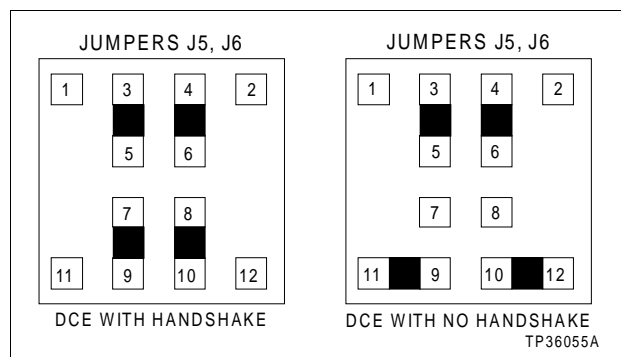 JUMPERS J5, J6
1 3 4 2
5 6
7 8
11 9 10 12
DCE WITH HANDSHAKE
JUMPERS J5, J6
1 3 4 2
5 6
7 8
11 9 10 12
DCE WITH NO HANDSHAKE
TP36055A